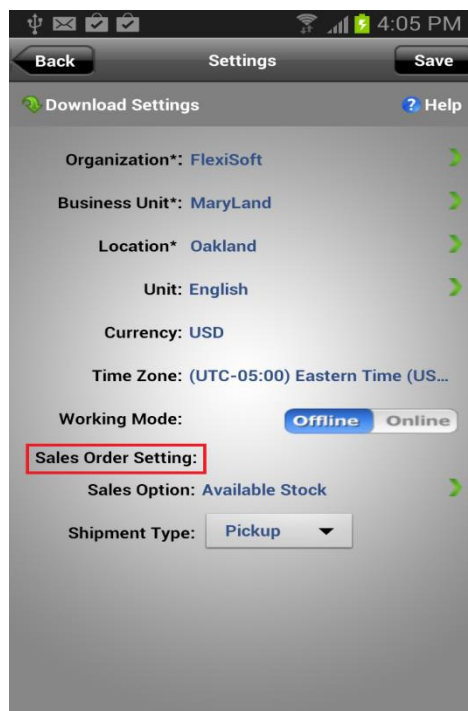 4:05 PM
Back Settings Save
Download Settings ? Help
Organization*: FlexiSoft
Business Unit*: MaryLand
Location* Oakland
Unit: English
Currency: USD
Time Zone: (UTC-05:00) Eastern Time (US...
Working Mode: Offline Online
Sales Order Setting:
Sales Option: Available Stock
Shipment Type: Pickup